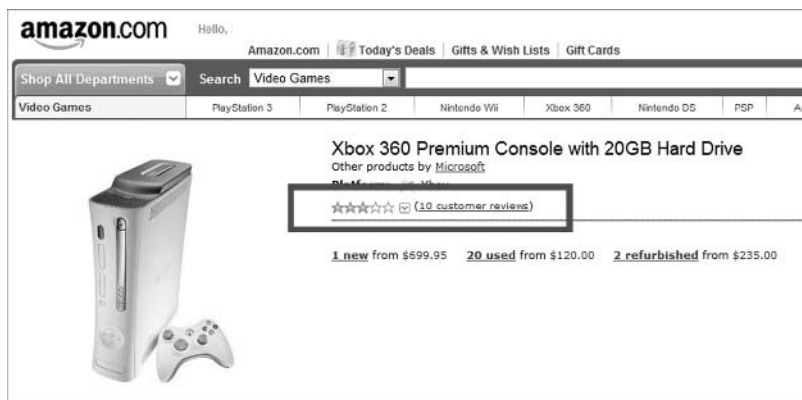 amazon.com
Hello,
Amazon.com Today's Deals Gifts & Wish Lists Gift Cards
Shop All Departments Search Video Games
Video Games PlayStation 3 PlayStation 2 Nintendo Wii Xbox 360 Nintendo DS PSP
Xbox 360 Premium Console with 20GB Hard Drive
Other products by Microsoft
Platform: Xbox
(10 customer reviews)
1 new from $699.95 20 used from $120.00 2 refurbished from $235.00